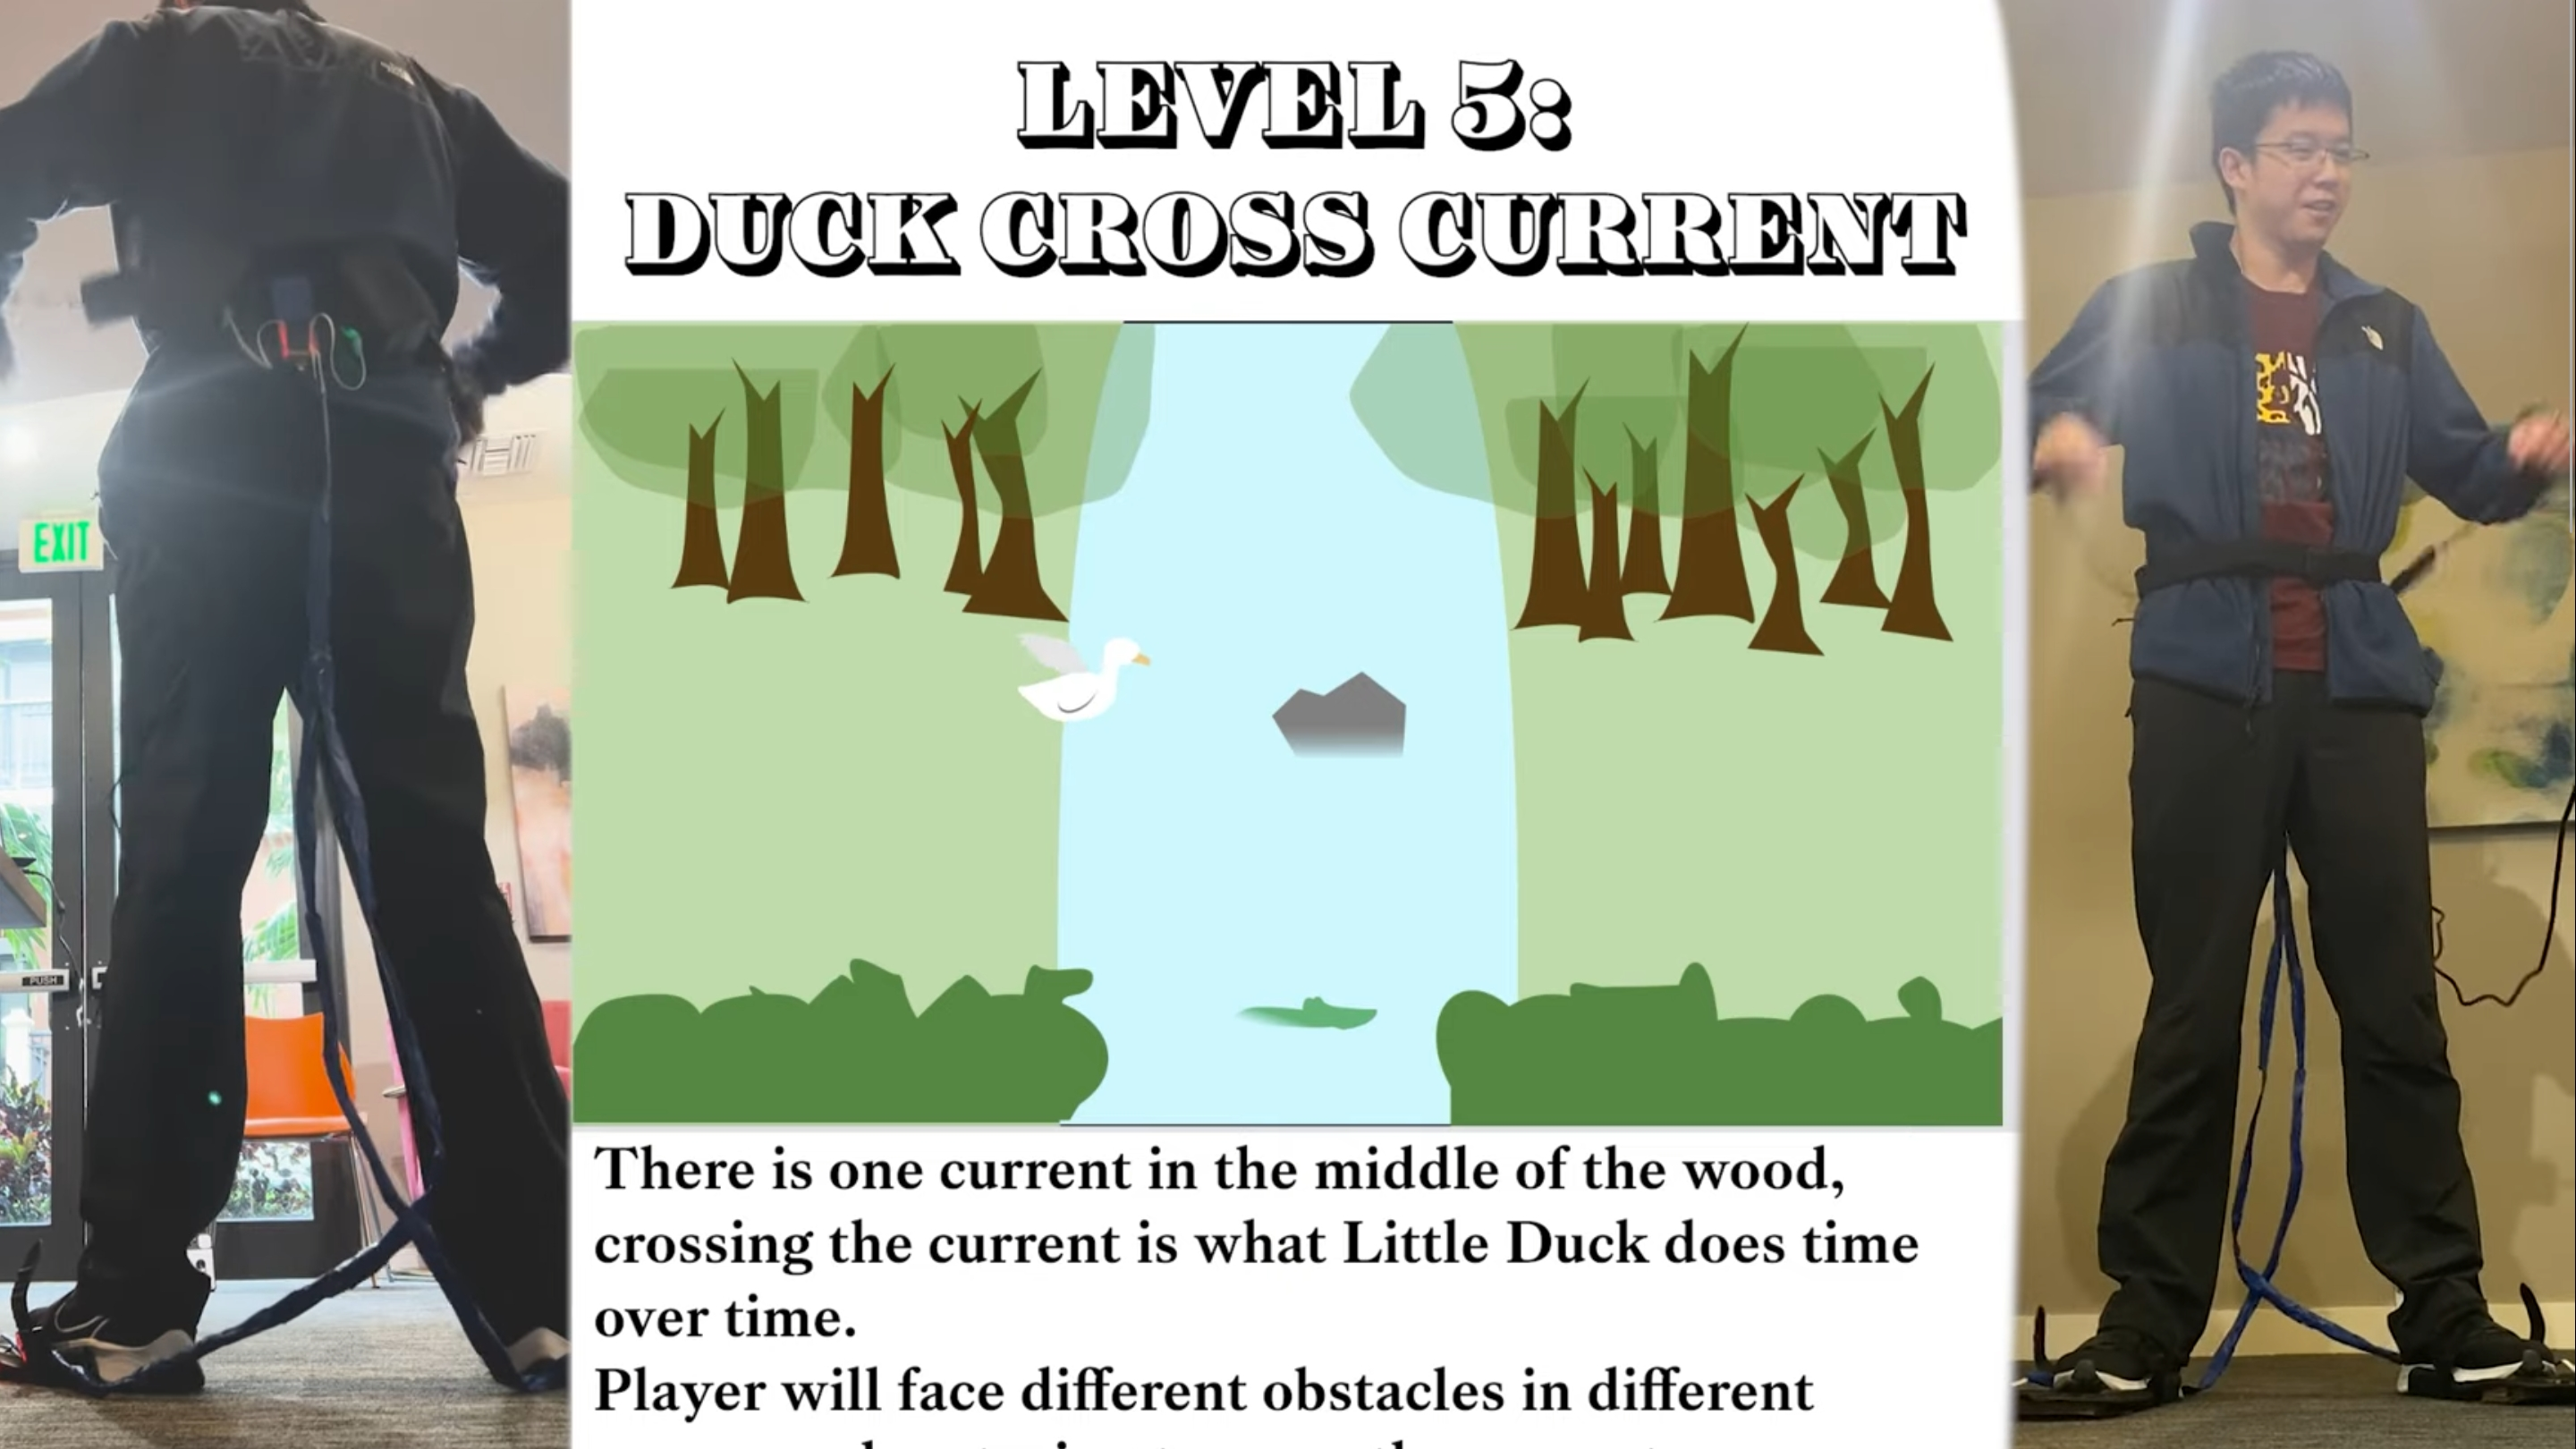 LEVEL 5:
DUCK CROSS CURRENT
EXIT
PUSH
There is one current in the middle of the wood,
crossing the current is what Little Duck does time
over time.
Player will face different obstacles in different